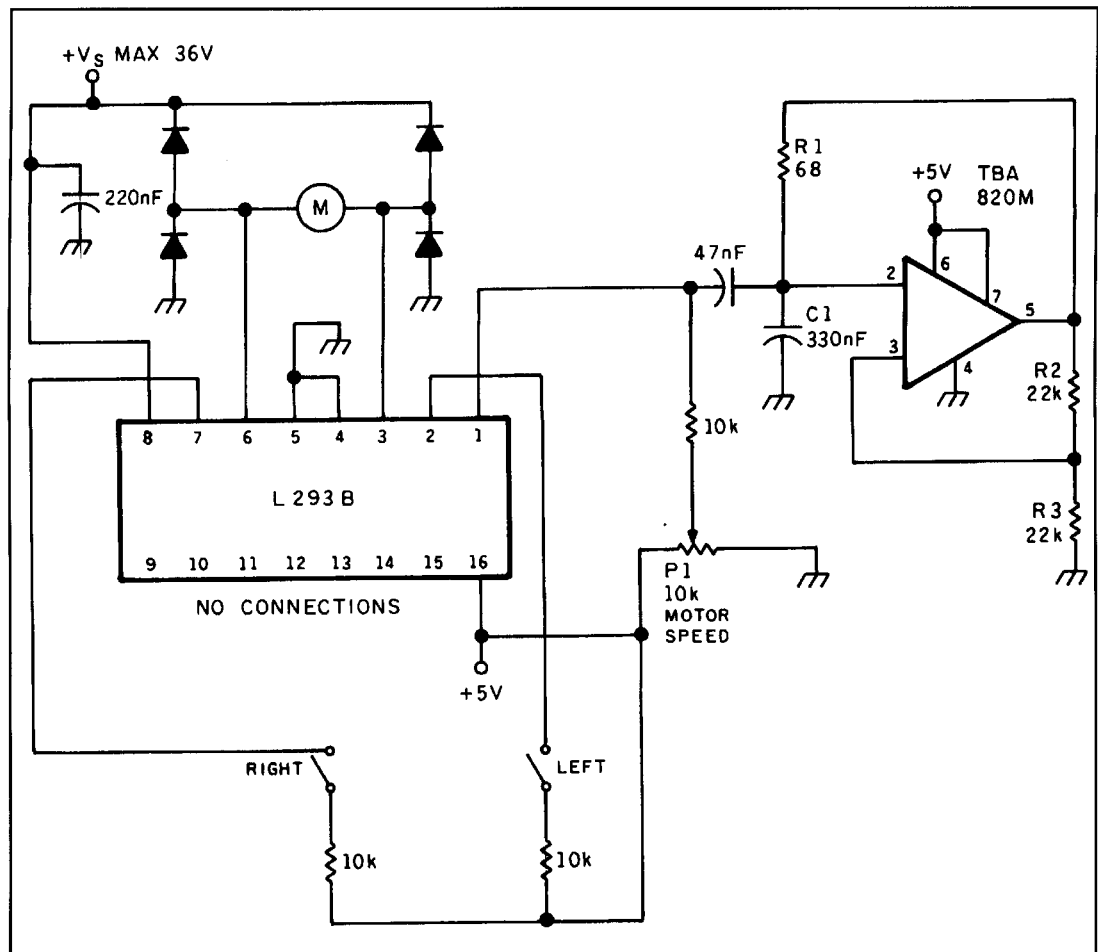 +VS MAX 36V
220nF
M
R1
68
+5V
TBA
820M
47nF
2
6
7
5
3
4
C1
330nF
R2
22k
R3
22k
10k
8 7 6 5 4 3 2 1
L293B
9 10 11 12 13 14 15 16
NO CONNECTIONS
P1
10k
MOTOR
SPEED
+5V
RIGHT
LEFT
10k
10k